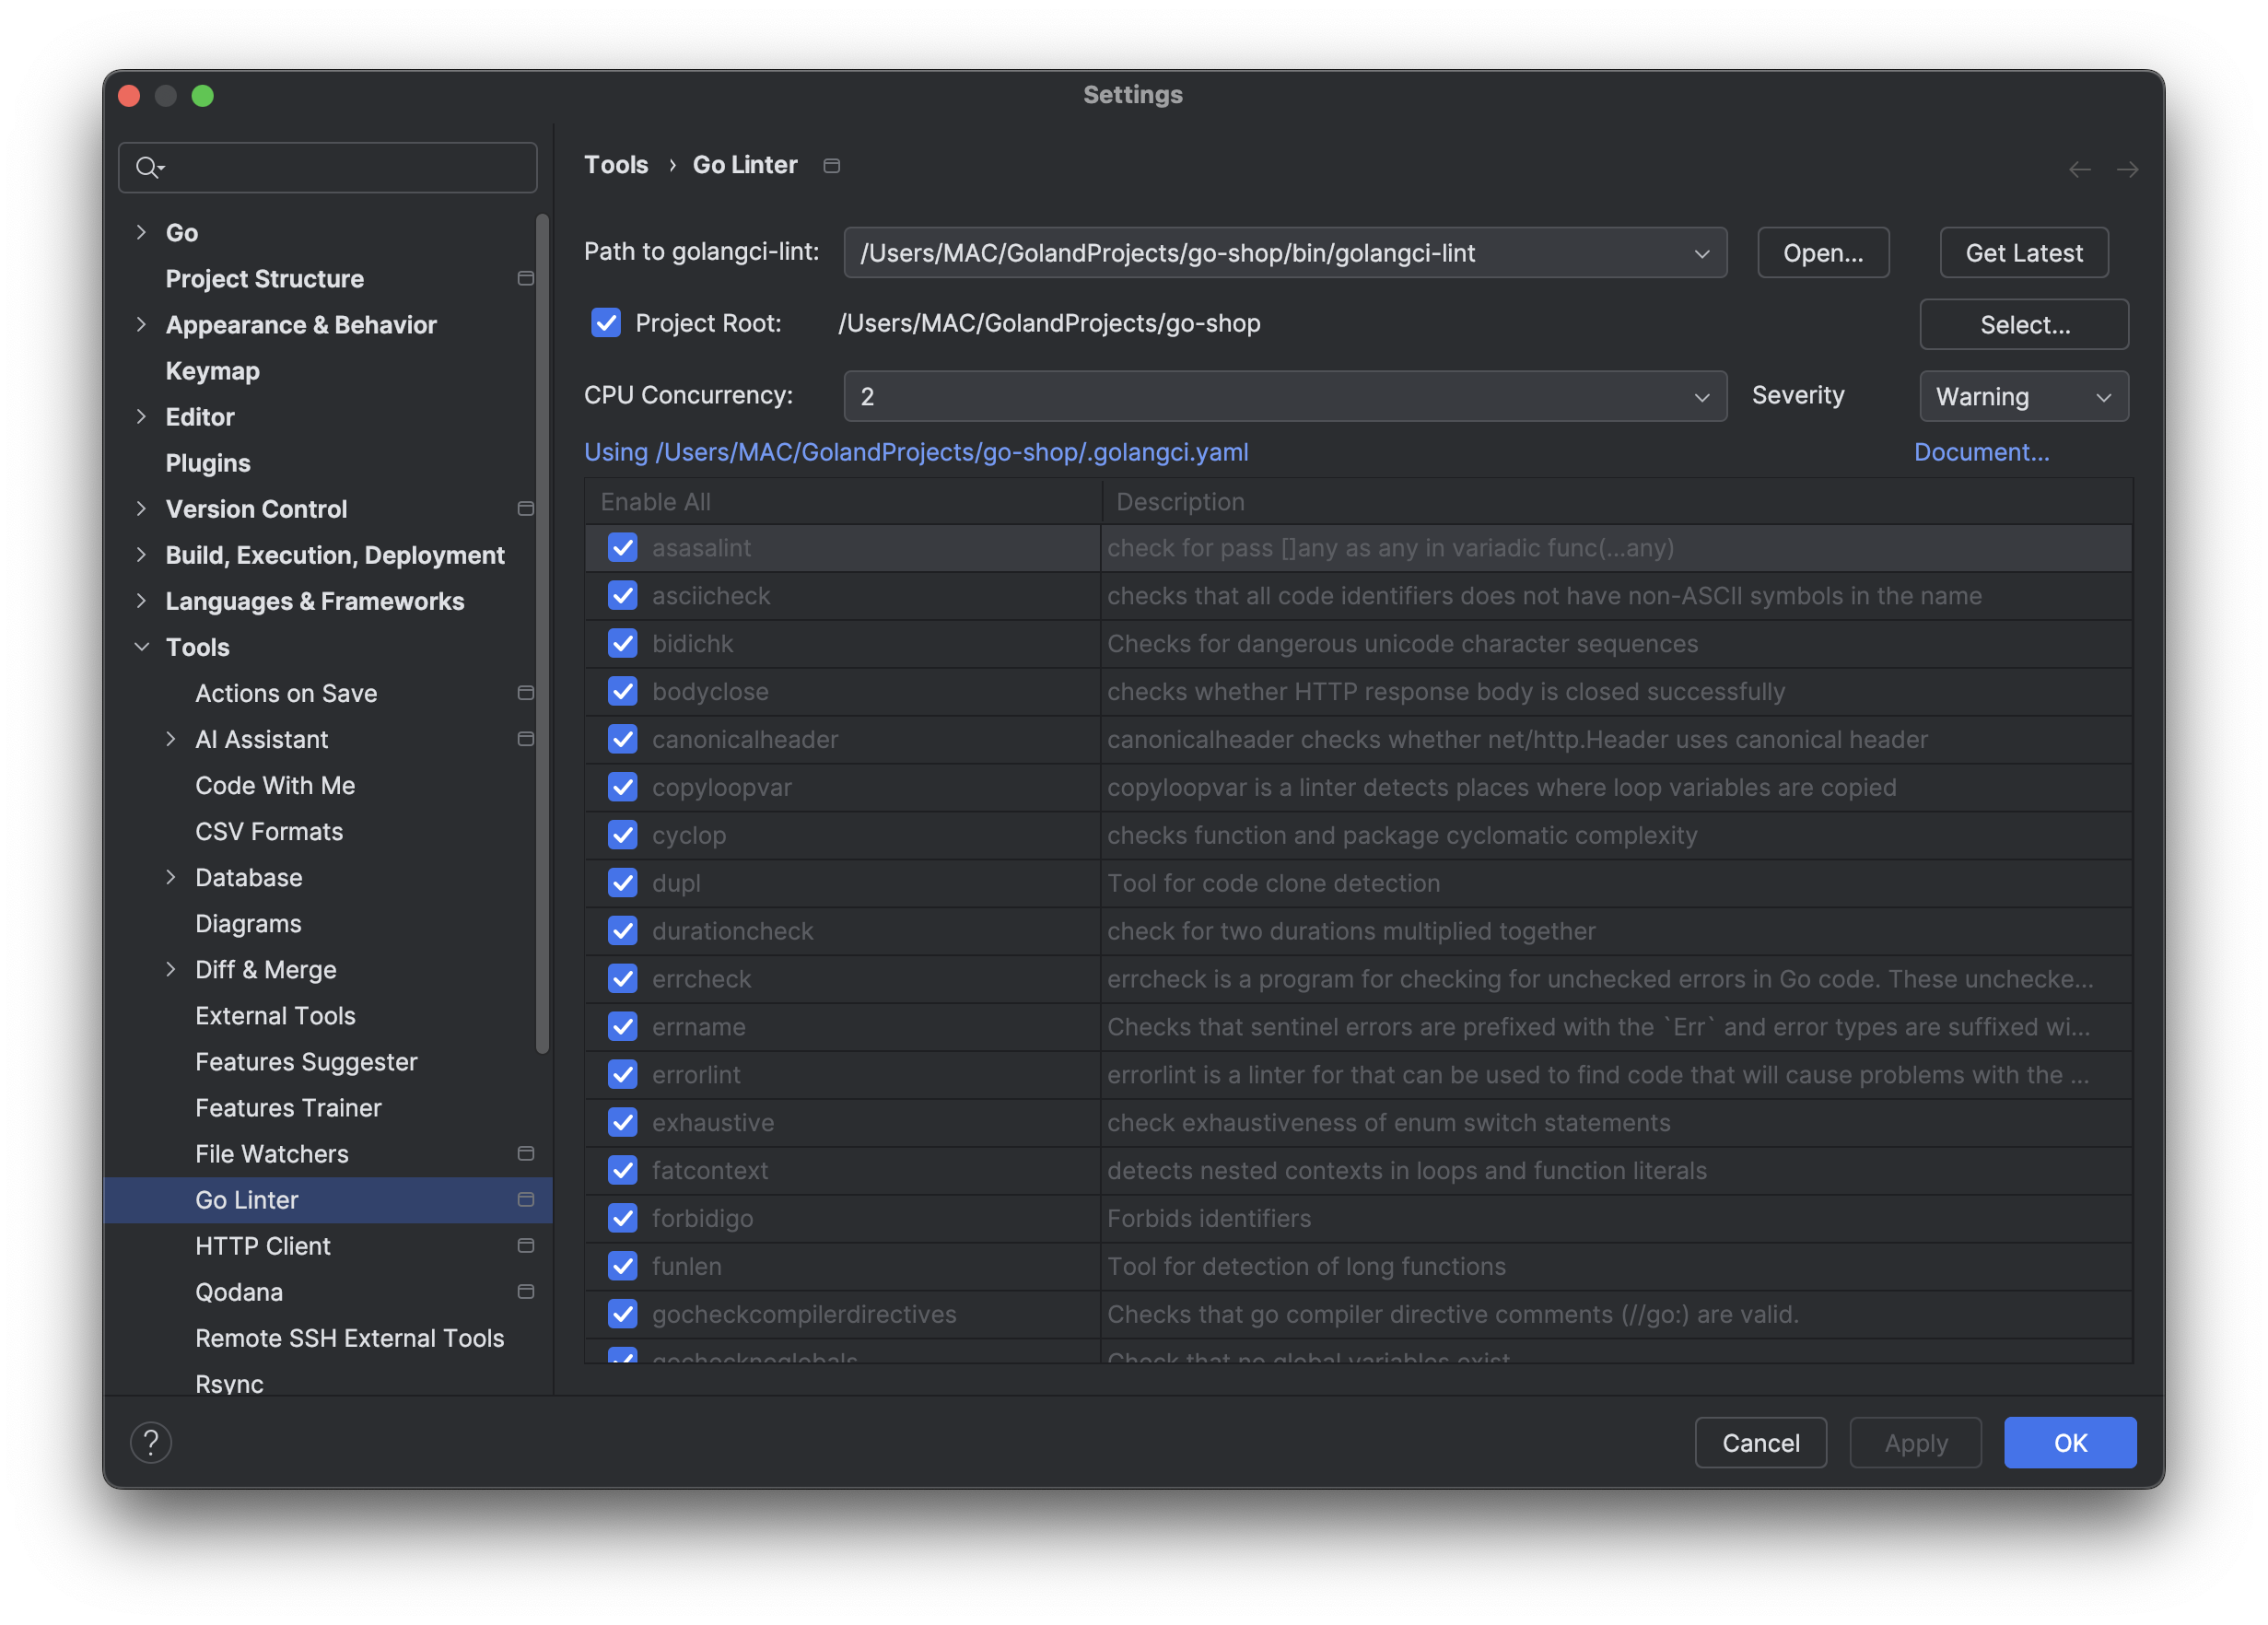 Settings
Go
Project Structure
Appearance & Behavior
Keymap
Editor
Plugins
Version Control
Build, Execution, Deployment
Languages & Frameworks
Tools
Actions on Save
AI Assistant
Code With Me
CSV Formats
Database
Diagrams
Diff & Merge
External Tools
Features Suggester
Features Trainer
File Watchers
Go Linter
HTTP Client
Qodana
Remote SSH External Tools
Rsync
Tools › Go Linter
Path to golangci-lint: /Users/MAC/GolandProjects/go-shop/bin/golangci-lint Open... Get Latest
Project Root: /Users/MAC/GolandProjects/go-shop Select...
CPU Concurrency: 2 Severity Warning
Using /Users/MAC/GolandProjects/go-shop/.golangci.yaml Document...
Enable All Description
asasalint check for pass []any as any in variadic func(...any)
asciicheck checks that all code identifiers does not have non-ASCII symbols in the name
bidichk Checks for dangerous unicode character sequences
bodyclose checks whether HTTP response body is closed successfully
canonicalheader canonicalheader checks whether net/http.Header uses canonical header
copyloopvar copyloopvar is a linter detects places where loop variables are copied
cyclop checks function and package cyclomatic complexity
dupl Tool for code clone detection
durationcheck check for two durations multiplied together
errcheck errcheck is a program for checking for unchecked errors in Go code. These unchecke...
errname Checks that sentinel errors are prefixed with the `Err` and error types are suffixed wi...
errorlint errorlint is a linter for that can be used to find code that will cause problems with the ...
exhaustive check exhaustiveness of enum switch statements
fatcontext detects nested contexts in loops and function literals
forbidigo Forbids identifiers
funlen Tool for detection of long functions
gocheckcompilerdirectives Checks that go compiler directive comments (//go:) are valid.
gochecknoglobals Check that no global variables exist.
? Cancel Apply OK